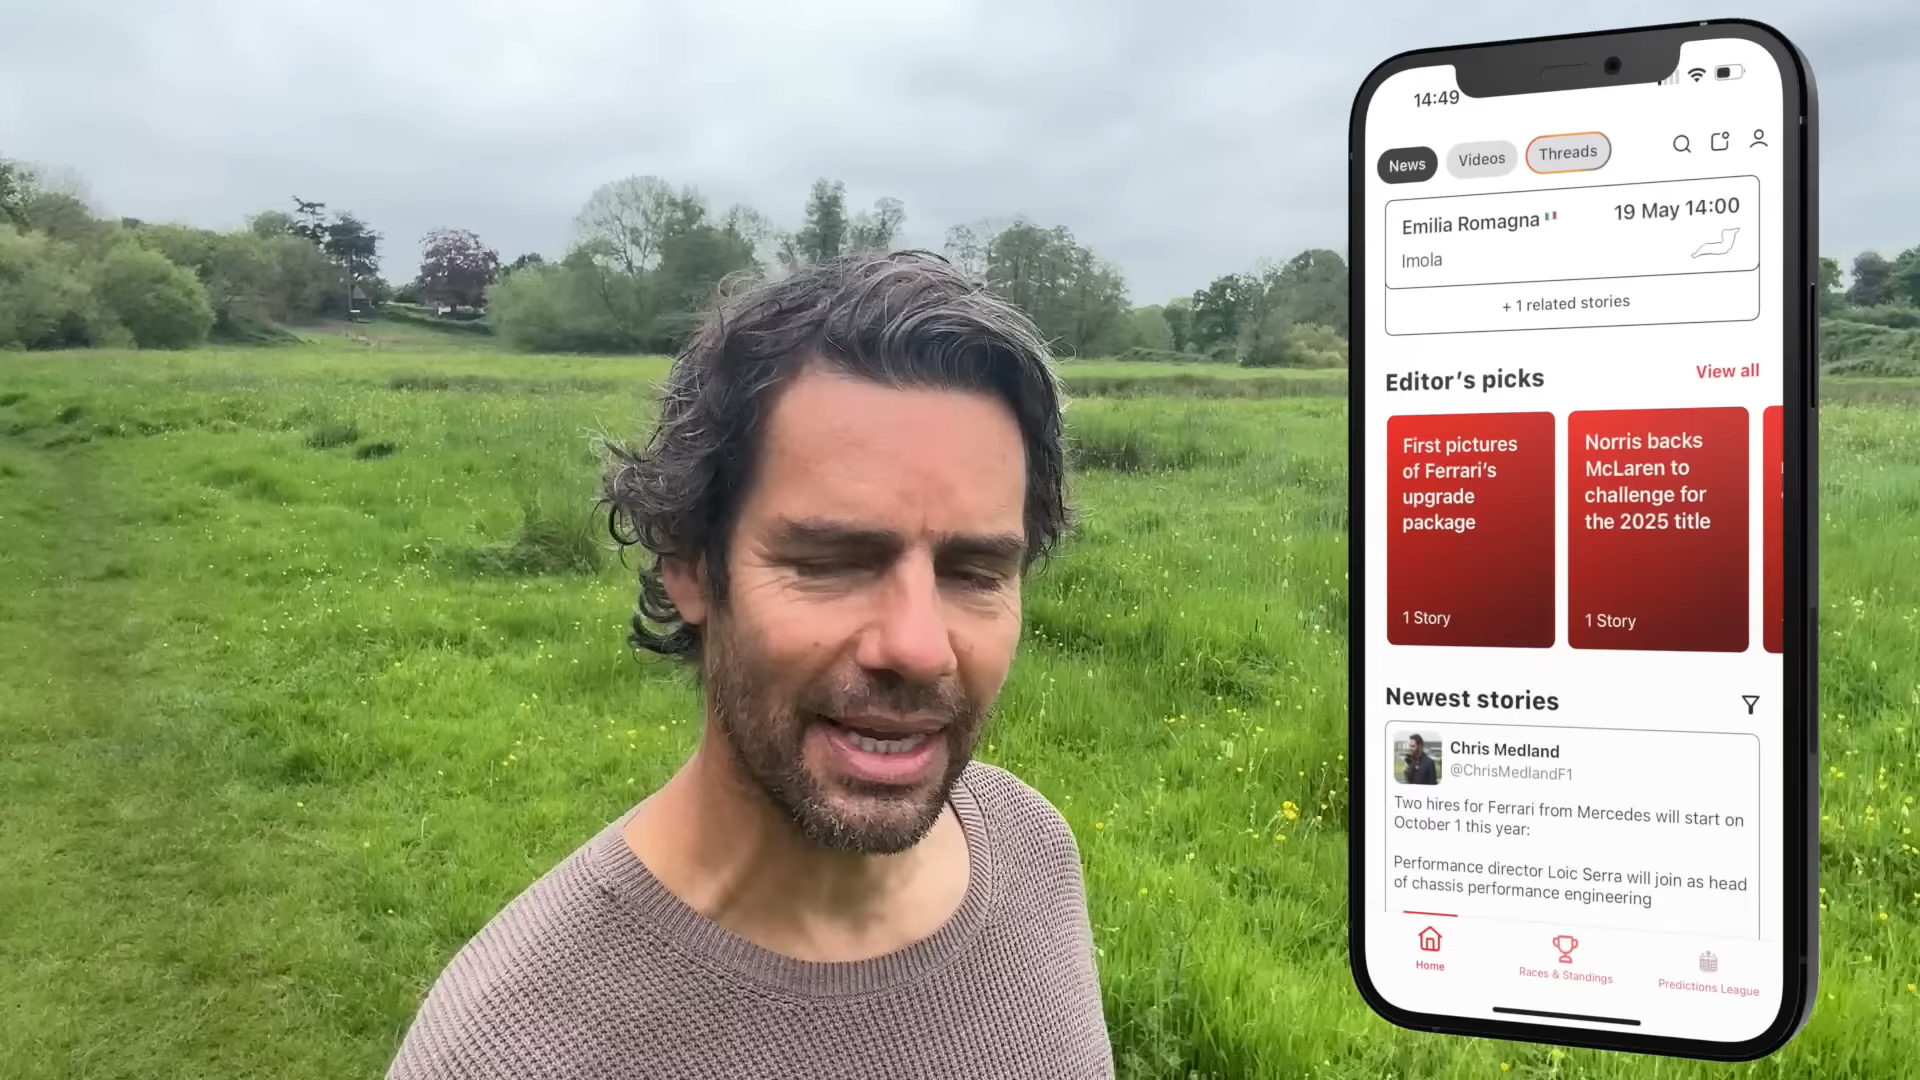 14:49
News
Videos
Threads
Emilia Romagna
19 May 14:00
Imola
+ 1 related stories
Editor's picks
View all
First pictures
of Ferrari's
upgrade
package
1 Story
Norris backs
McLaren to
challenge for
the 2025 title
1 Story
Newest stories
Chris Medland
@ChrisMedlandF1
Two hires for Ferrari from Mercedes will start on
October 1 this year:
Performance director Loic Serra will join as head
of chassis performance engineering
Home
Races & Standings
Predictions League